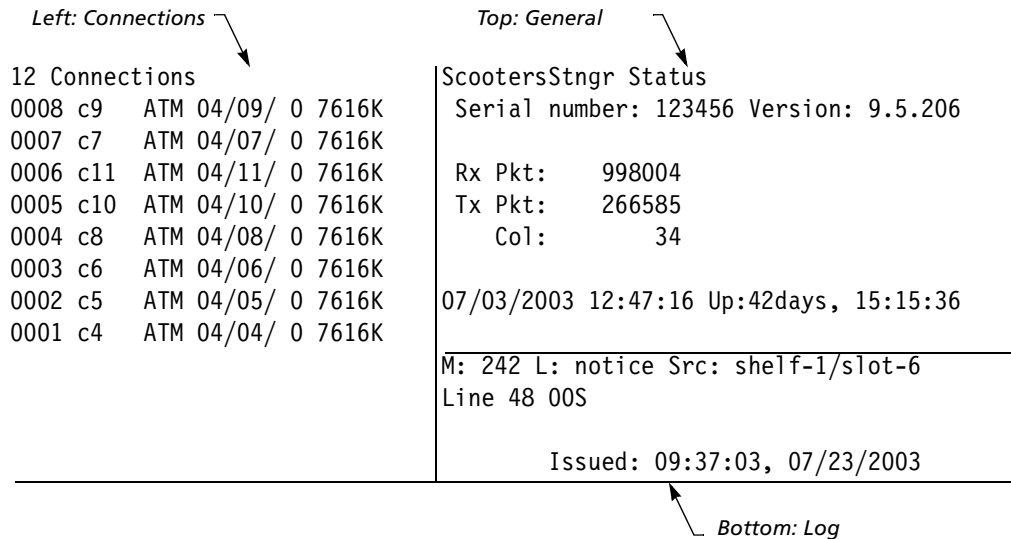 Left: Connections
Top: General
12 Connections
0008 c9 ATM 04/09/ 0 7616K
0007 c7 ATM 04/07/ 0 7616K
0006 c11 ATM 04/11/ 0 7616K
0005 c10 ATM 04/10/ 0 7616K
0004 c8 ATM 04/08/ 0 7616K
0003 c6 ATM 04/06/ 0 7616K
0002 c5 ATM 04/05/ 0 7616K
0001 c4 ATM 04/04/ 0 7616K
ScootersStngr Status
Serial number: 123456 Version: 9.5.206
Rx Pkt: 998004
Tx Pkt: 266585
Col: 34
07/03/2003 12:47:16 Up:42days, 15:15:36
M: 242 L: notice Src: shelf-1/slot-6
Line 48 OOS
Issued: 09:37:03, 07/23/2003
Bottom: Log